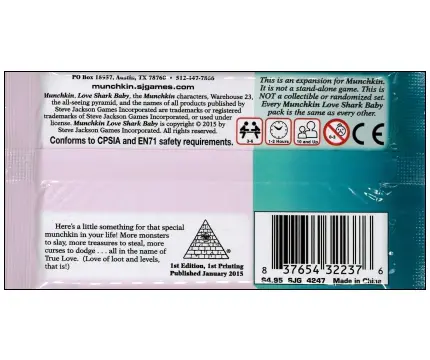 PO Box 18957, Austin, TX 78760 • 512-447-7866
munchkin.sjgames.com
Munchkin, Love Shark Baby, the Munchkin characters, Warehouse 23,
the all-seeing pyramid, and the names of all products published by
Steve Jackson Games Incorporated are trademarks or registered
trademarks of Steve Jackson Games Incorporated, or used under
license. Munchkin Love Shark Baby is copyright © 2015 by
Steve Jackson Games Incorporated. All rights reserved.
Conforms to CPSIA and EN71 safety requirements.
This is an expansion for Munchkin.
It is not a stand-alone game. This is
NOT a collectible or randomized set.
Every Munchkin Love Shark Baby
pack is the same as every other.
3-6
1-2 Hours
10 and Up
0-3
CE
Here's a little something for that special
munchkin in your life! More monsters
to slay, more treasures to steal, more
curses to dodge . . . all in the name of
True Love. (Love of loot and levels,
that is!)
®
1st Edition, 1st Printing
Published January 2015
8 37654 32237 6
$4.95 SJG 4247 Made in China